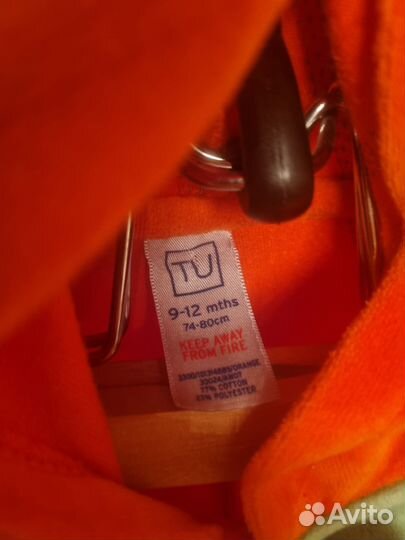 TU
9-12 mths
74-80cm
KEEP AWAY
FROM FIRE
77% COTTON
23% POLYESTER
Avito